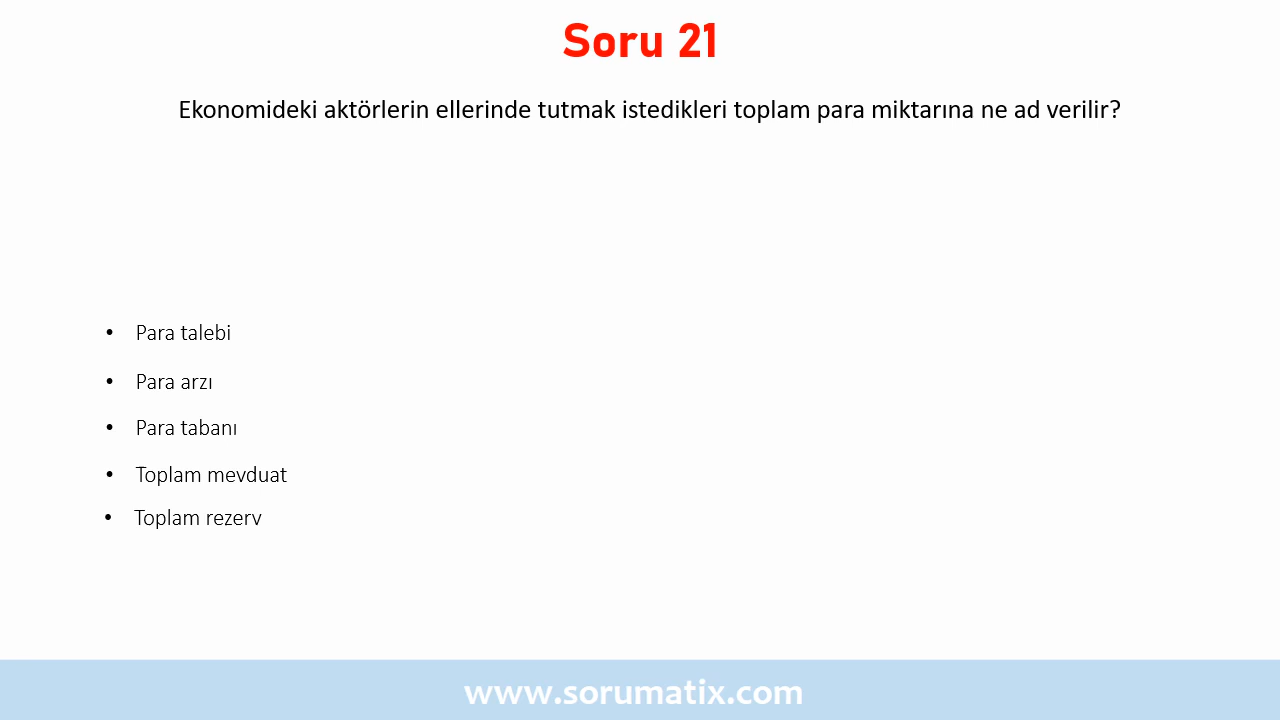 Soru 21
Ekonomideki aktörlerin ellerinde tutmak istedikleri toplam para miktarına ne ad verilir?
• Para talebi
• Para arzı
• Para tabanı
• Toplam mevduat
• Toplam rezerv
www.sorumatix.com